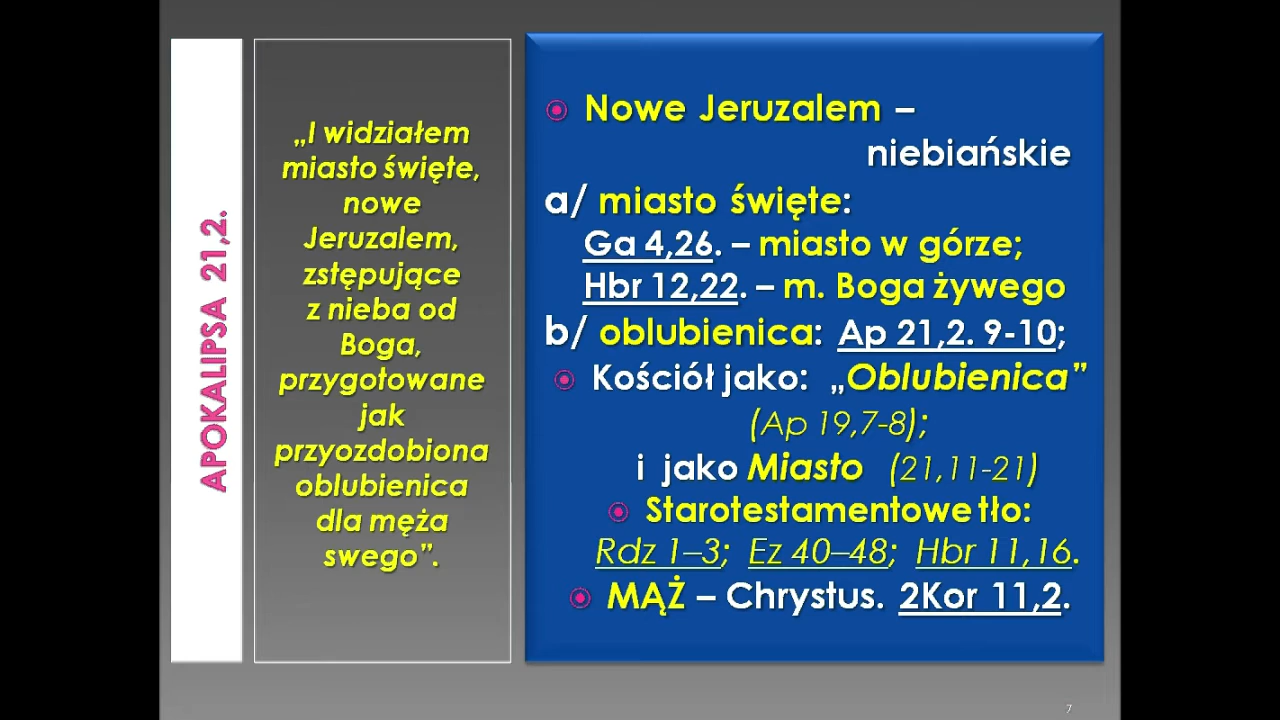 APOKALIPSA 21,2.
„I widziałem
miasto święte,
nowe
Jeruzalem,
zstępujące
z nieba od
Boga,
przygotowane
jak
przyozdobiona
oblubienica
dla męża
swego”.
Nowe Jeruzalem –
niebiańskie
a/ miasto święte:
Ga 4,26. – miasto w górze;
Hbr 12,22. – m. Boga żywego
b/ oblubienica: Ap 21,2. 9-10;
Kościół jako: „Oblubienica”
(Ap 19,7-8);
i jako Miasto (21,11-21)
Starotestamentowe tło:
Rdz 1–3; Ez 40–48; Hbr 11,16.
MĄŻ – Chrystus. 2Kor 11,2.
7